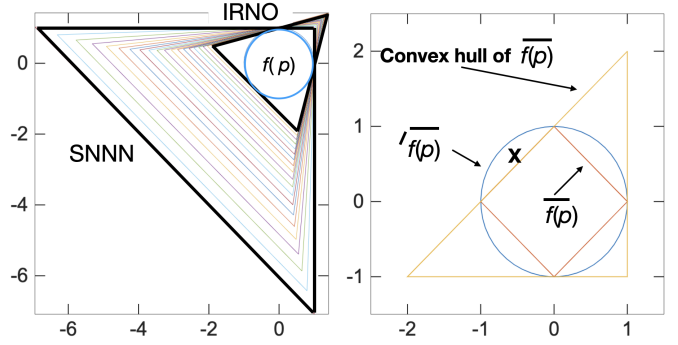 IRNO
0
-2
-4
-6
f( p)
SNNN
-6
-4
-2
0
2
1
0
-1
Convex hull of f(p)
′ f(p)
x
f(p)
-2
-1
0
1